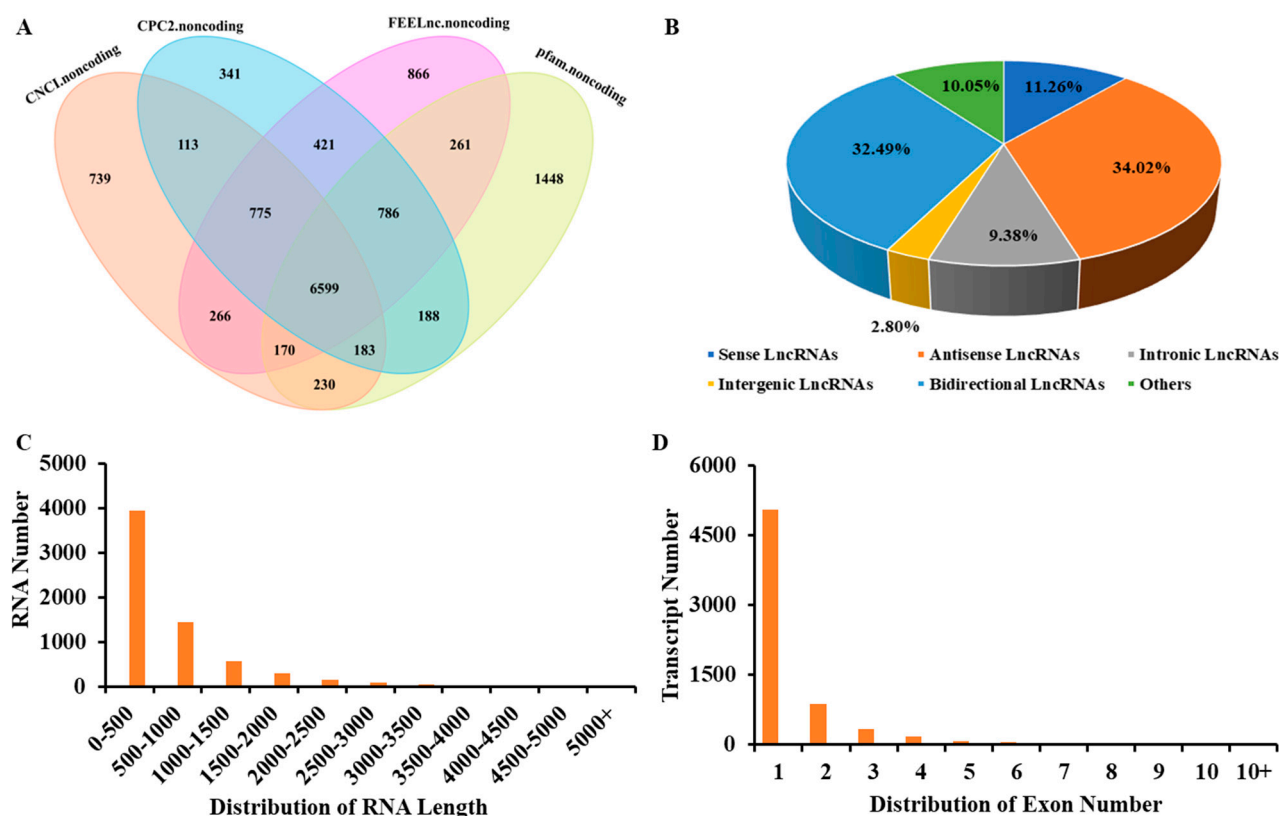 A
CNCI.noncoding
CPC2.noncoding
FEELnc.noncoding
pfam.noncoding
341
866
113
421
261
739
1448
775
786
6599
266
188
170
183
230
B
10.05%
11.26%
32.49%
34.02%
9.38%
2.80%
Sense LncRNAs
Antisense LncRNAs
Intronic LncRNAs
Intergenic LncRNAs
Bidirectional LncRNAs
Others
C
RNA Number
5000
4000
3000
2000
1000
0
0-500
500-1000
1000-1500
1500-2000
2000-2500
2500-3000
3000-3500
3500-4000
4000-4500
4500-5000
5000+
Distribution of RNA Length
D
Transcript Number
6000
4500
3000
1500
0
1 2 3 4 5 6 7 8 9 10 10+
Distribution of Exon Number